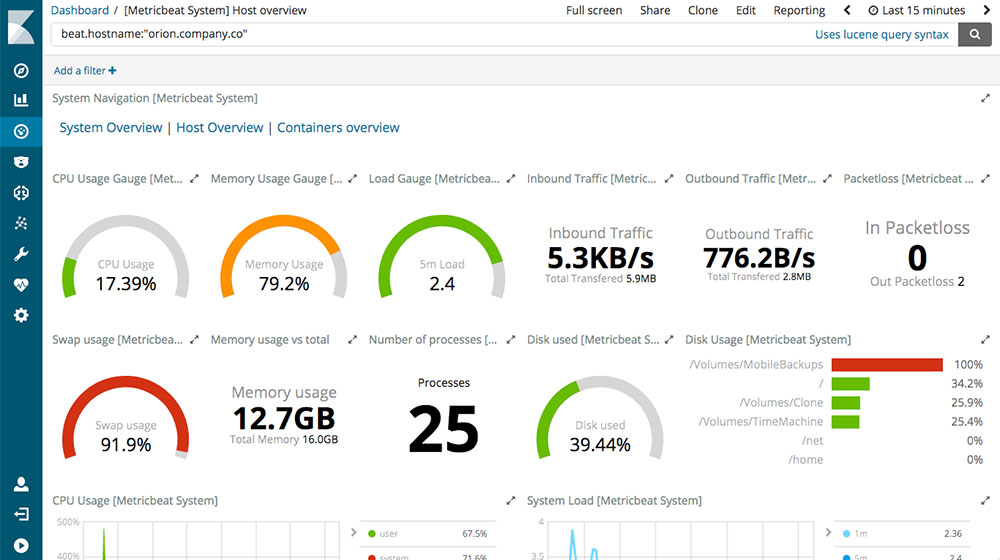 Dashboard / [Metricbeat System] Host overview
Full screen Share Clone Edit Reporting Last 15 minutes
beat.hostname:"orion.company.co" Uses lucene query syntax
Add a filter +
System Navigation [Metricbeat System]
System Overview | Host Overview | Containers overview
CPU Usage Gauge [Met...
CPU Usage
17.39%
Memory Usage Gauge [...
Memory Usage
79.2%
Load Gauge [Metricbea...
5m Load
2.4
Inbound Traffic [Metric...
Inbound Traffic
5.3KB/s
Total Transfered 5.9MB
Outbound Traffic [Metr...
Outbound Traffic
776.2B/s
Total Transfered 2.8MB
Packetloss [Metricbeat ...
In Packetloss
0
Out Packetloss 2
Swap usage [Metricbea...
Swap usage
91.9%
Memory usage vs total
Memory usage
12.7GB
Total Memory 16.0GB
Number of processes [...
Processes
25
Disk used [Metricbeat S...
Disk used
39.44%
Disk Usage [Metricbeat System]
/Volumes/MobileBackups 100%
/ 34.2%
/Volumes/Clone 25.9%
/Volumes/TimeMachine 25.4%
/net 0%
/home 0%
CPU Usage [Metricbeat System]
500%
400%
user 67.5%
system 71.6%
System Load [Metricbeat System]
4
3.5
1m 2.36
5m 2.4